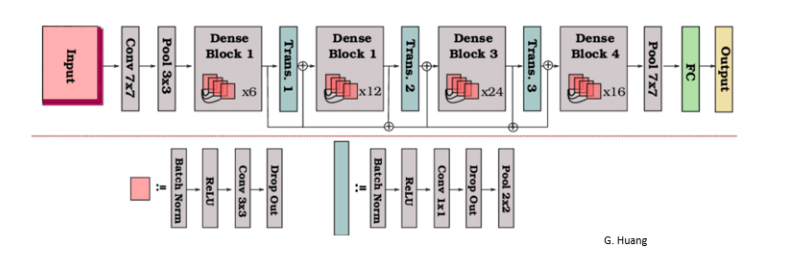 Input
Conv 7x7
Pool 3x3
Dense
Block 1
x6
Trans. 1
Dense
Block 1
x12
Trans. 2
Dense
Block 3
x24
Trans. 3
Dense
Block 4
x16
Pool 7x7
FC
Output
:=
Batch Norm
ReLU
Conv 3x3
Drop Out
:=
Batch Norm
ReLU
Conv 1x1
Drop Out
Pool 2x2
G. Huang